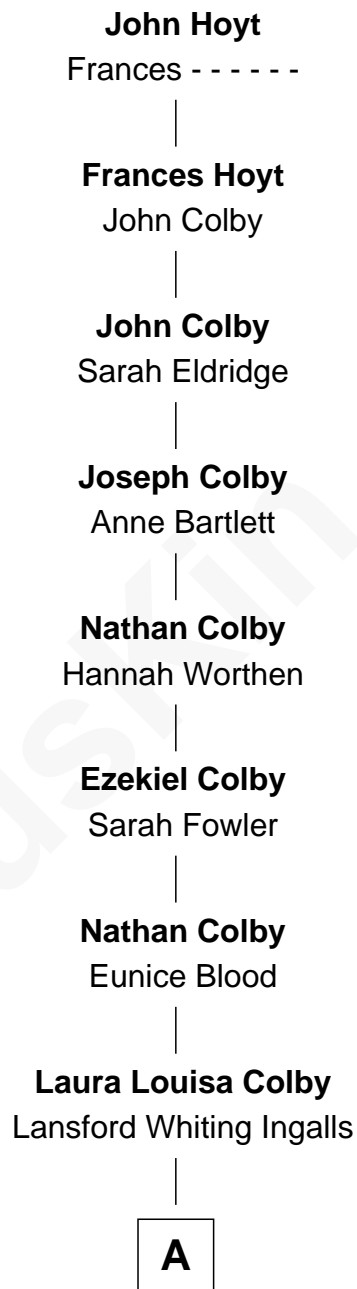 John Hoyt
Frances - - - - - -
Frances Hoyt
John Colby
John Colby
Sarah Eldridge
Joseph Colby
Anne Bartlett
Nathan Colby
Hannah Worthen
Ezekiel Colby
Sarah Fowler
Nathan Colby
Eunice Blood
Laura Louisa Colby
Lansford Whiting Ingalls
A